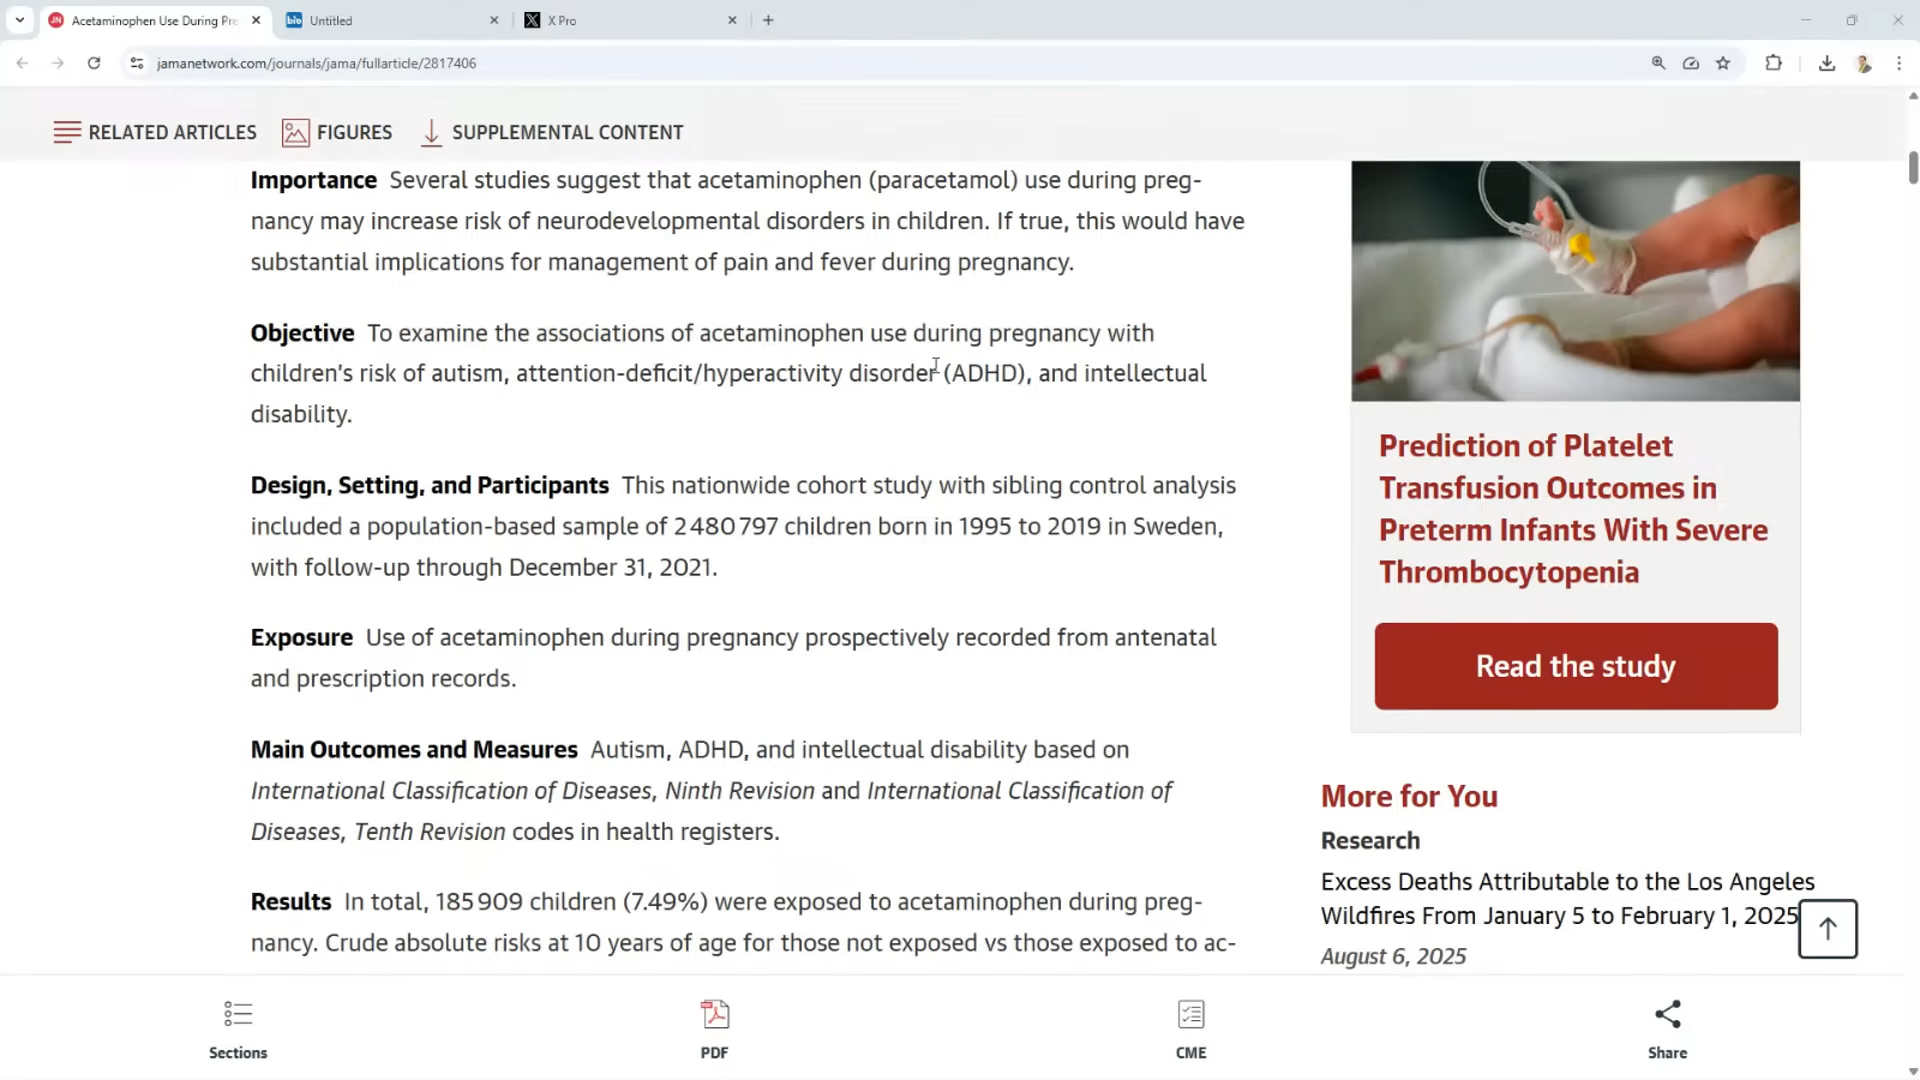 Acetaminophen Use During Pre
Untitled
X Pro
jamanetwork.com/journals/jama/fullarticle/2817406
RELATED ARTICLES
FIGURES
SUPPLEMENTAL CONTENT
Importance Several studies suggest that acetaminophen (paracetamol) use during preg-
nancy may increase risk of neurodevelopmental disorders in children. If true, this would have
substantial implications for management of pain and fever during pregnancy.
Objective To examine the associations of acetaminophen use during pregnancy with
children's risk of autism, attention-deficit/hyperactivity disorder (ADHD), and intellectual
disability.
Design, Setting, and Participants This nationwide cohort study with sibling control analysis
included a population-based sample of 2 480 797 children born in 1995 to 2019 in Sweden,
with follow-up through December 31, 2021.
Exposure Use of acetaminophen during pregnancy prospectively recorded from antenatal
and prescription records.
Main Outcomes and Measures Autism, ADHD, and intellectual disability based on
International Classification of Diseases, Ninth Revision and International Classification of
Diseases, Tenth Revision codes in health registers.
Results In total, 185 909 children (7.49%) were exposed to acetaminophen during preg-
nancy. Crude absolute risks at 10 years of age for those not exposed vs those exposed to ac-
Prediction of Platelet
Transfusion Outcomes in
Preterm Infants With Severe
Thrombocytopenia
Read the study
More for You
Research
Excess Deaths Attributable to the Los Angeles
Wildfires From January 5 to February 1, 2025
August 6, 2025
Sections
PDF
CME
Share